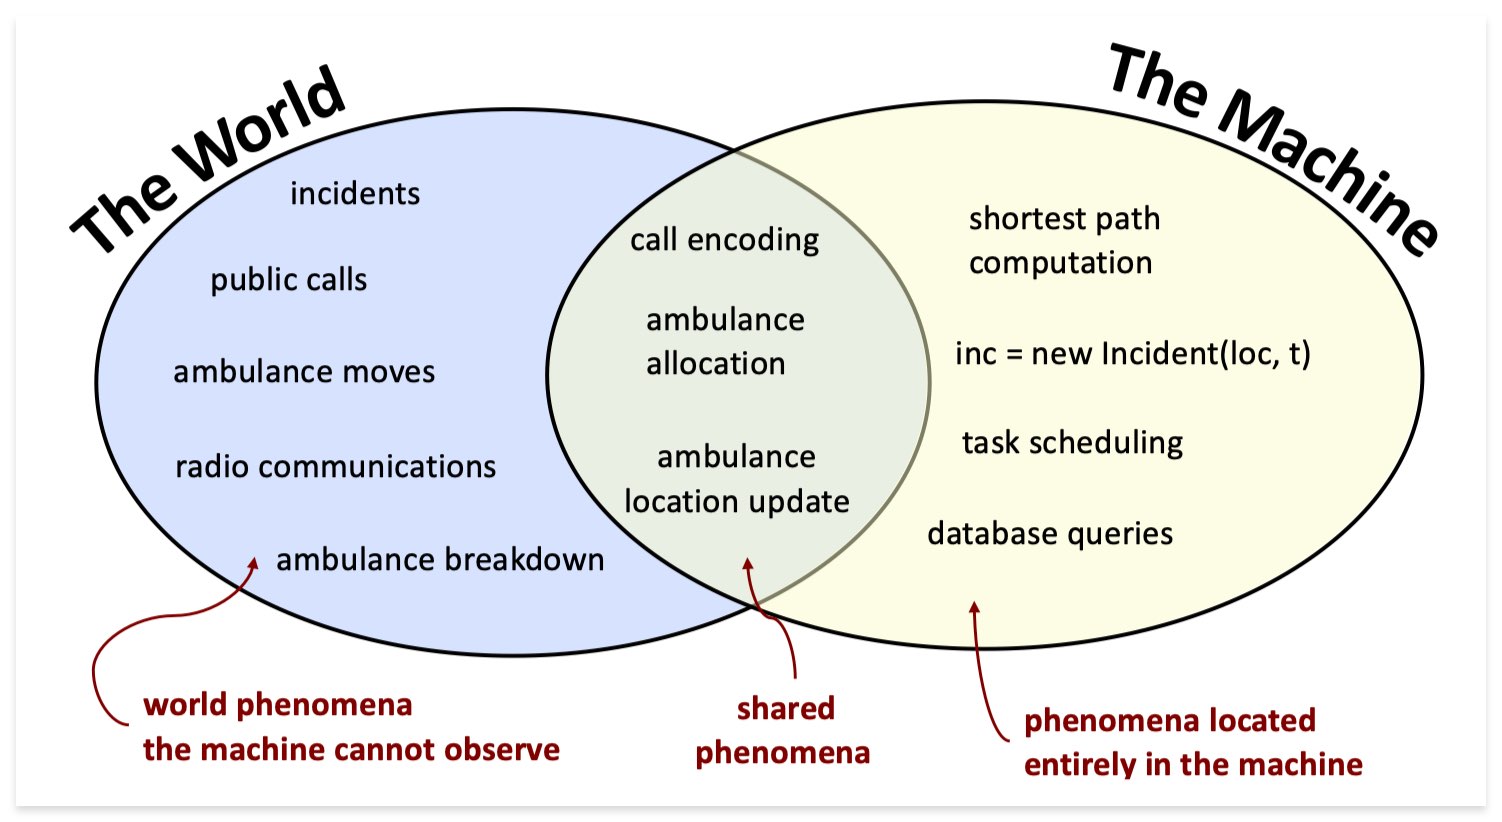 The World
The Machine
incidents
public calls
ambulance moves
radio communications
ambulance breakdown
call encoding
ambulance
allocation
ambulance
location update
shortest path
computation
inc = new Incident(loc, t)
task scheduling
database queries
world phenomena
the machine cannot observe
shared
phenomena
phenomena located
entirely in the machine